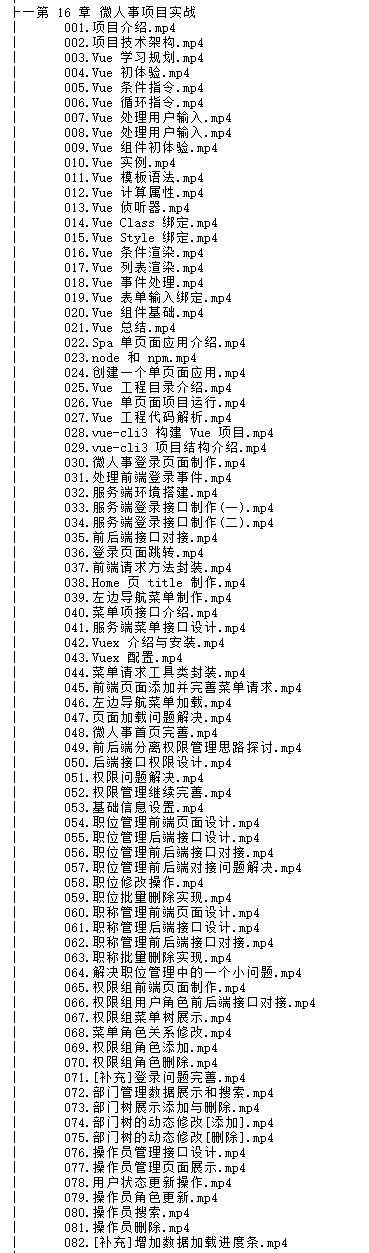 ├─第 16 章 微人事项目实战
│ 001.项目介绍.mp4
│ 002.项目技术架构.mp4
│ 003.Vue 学习规划.mp4
│ 004.Vue 初体验.mp4
│ 005.Vue 条件指令.mp4
│ 006.Vue 循环指令.mp4
│ 007.Vue 处理用户输入.mp4
│ 008.Vue 处理用户输入.mp4
│ 009.Vue 组件初体验.mp4
│ 010.Vue 实例.mp4
│ 011.Vue 模板语法.mp4
│ 012.Vue 计算属性.mp4
│ 013.Vue 侦听器.mp4
│ 014.Vue Class 绑定.mp4
│ 015.Vue Style 绑定.mp4
│ 016.Vue 条件渲染.mp4
│ 017.Vue 列表渲染.mp4
│ 018.Vue 事件处理.mp4
│ 019.Vue 表单输入绑定.mp4
│ 020.Vue 组件基础.mp4
│ 021.Vue 总结.mp4
│ 022.Spa 单页面应用介绍.mp4
│ 023.node 和 npm.mp4
│ 024.创建一个单页面应用.mp4
│ 025.Vue 工程目录介绍.mp4
│ 026.Vue 单页面项目运行.mp4
│ 027.Vue 工程代码解析.mp4
│ 028.vue-cli3 构建 Vue 项目.mp4
│ 029.vue-cli3 项目结构介绍.mp4
│ 030.微人事登录页面制作.mp4
│ 031.处理前端登录事件.mp4
│ 032.服务端环境搭建.mp4
│ 033.服务端登录接口制作(一).mp4
│ 034.服务端登录接口制作(二).mp4
│ 035.前后端接口对接.mp4
│ 036.登录页面跳转.mp4
│ 037.前端请求方法封装.mp4
│ 038.Home 页 title 制作.mp4
│ 039.左边导航菜单制作.mp4
│ 040.菜单项接口介绍.mp4
│ 041.服务端菜单接口设计.mp4
│ 042.Vuex 介绍与安装.mp4
│ 043.Vuex 配置.mp4
│ 044.菜单请求工具类封装.mp4
│ 045.前端页面添加并完善菜单请求.mp4
│ 046.左边导航菜单加载.mp4
│ 047.页面加载问题解决.mp4
│ 048.微人事首页完善.mp4
│ 049.前后端分离权限管理思路探讨.mp4
│ 050.后端接口权限设计.mp4
│ 051.权限问题解决.mp4
│ 052.权限管理继续完善.mp4
│ 053.基础信息设置.mp4
│ 054.职位管理前端页面设计.mp4
│ 055.职位管理后端接口设计.mp4
│ 056.职位管理前后端接口对接.mp4
│ 057.职位管理前后端对接问题解决.mp4
│ 058.职位修改操作.mp4
│ 059.职位批量删除实现.mp4
│ 060.职称管理前端页面设计.mp4
│ 061.职称管理后端接口设计.mp4
│ 062.职称管理前后端接口对接.mp4
│ 063.职称批量删除实现.mp4
│ 064.解决职位管理中的一个小问题.mp4
│ 065.权限组前端页面制作.mp4
│ 066.权限组用户角色前后端接口对接.mp4
│ 067.权限组菜单树展示.mp4
│ 068.菜单角色关系修改.mp4
│ 069.权限组角色添加.mp4
│ 070.权限组角色删除.mp4
│ 071.[补充]登录问题完善.mp4
│ 072.部门管理数据展示和搜索.mp4
│ 073.部门树展示添加与删除.mp4
│ 074.部门树的动态修改[添加].mp4
│ 075.部门树的动态修改[删除].mp4
│ 076.操作员管理接口设计.mp4
│ 077.操作员管理页面展示.mp4
│ 078.用户状态更新操作.mp4
│ 079.操作员角色更新.mp4
│ 080.操作员搜索.mp4
│ 081.操作员删除.mp4
│ 082.[补充]增加数据加载进度条.mp4